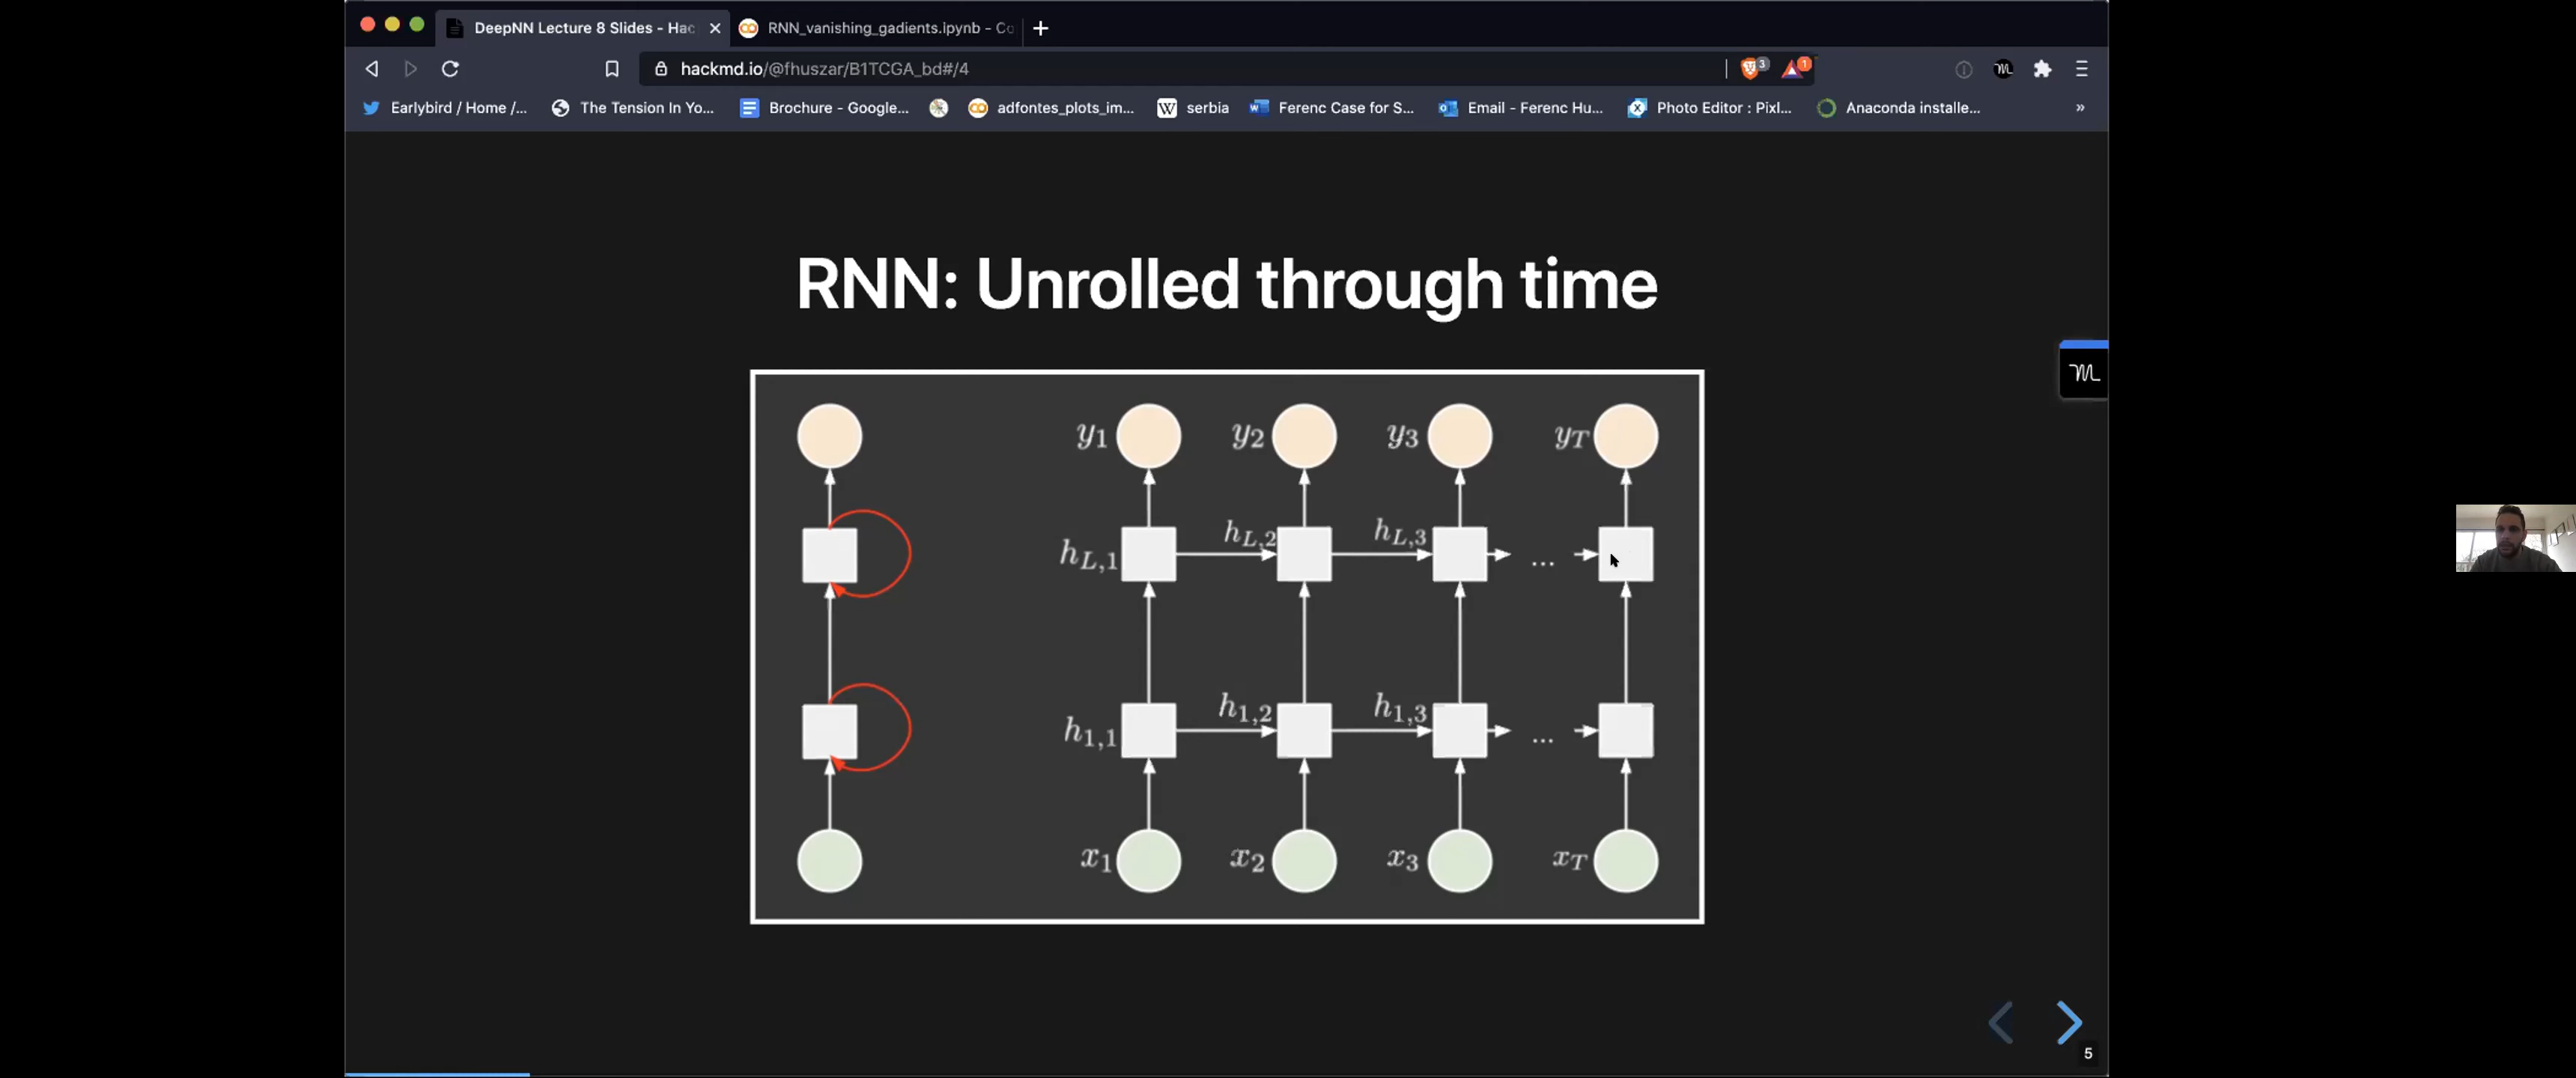 DeepNN Lecture 8 Slides - Hac
RNN_vanishing_gadients.ipynb - Co
hackmd.io/@fhuszar/B1TCGA_bd#/4
3
1
Earlybird / Home /...
The Tension In Yo...
Brochure - Google...
adfontes_plots_im...
W serbia
Ferenc Case for S...
Email - Ferenc Hu...
Photo Editor : Pixl...
Anaconda installe...
»
RNN: Unrolled through time
y1 y2 y3 yT
hL,1 hL,2 hL,3 ...
h1,1 h1,2 h1,3 ...
x1 x2 x3 xT
5